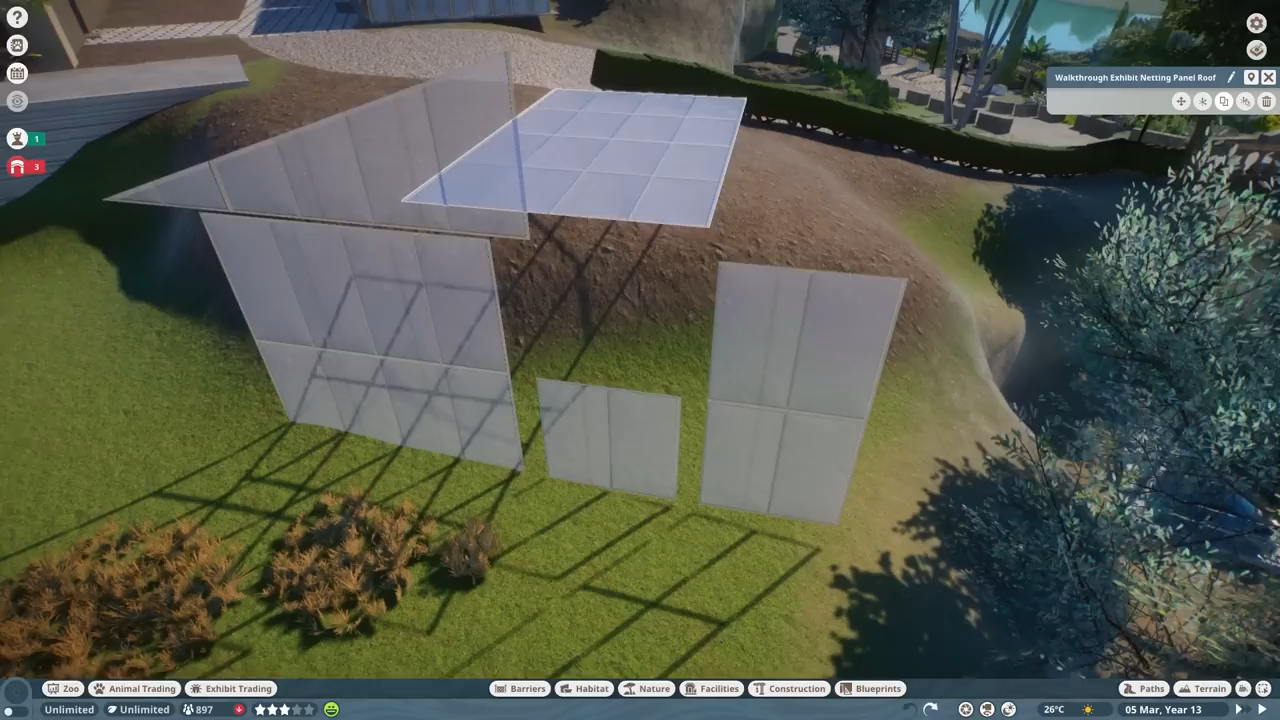 Walkthrough Exhibit Netting Panel Roof
1
3
Zoo
Animal Trading
Exhibit Trading
Barriers
Habitat
Nature
Facilities
Construction
Blueprints
Paths
Terrain
Unlimited
Unlimited
897
26°C
05 Mar, Year 13